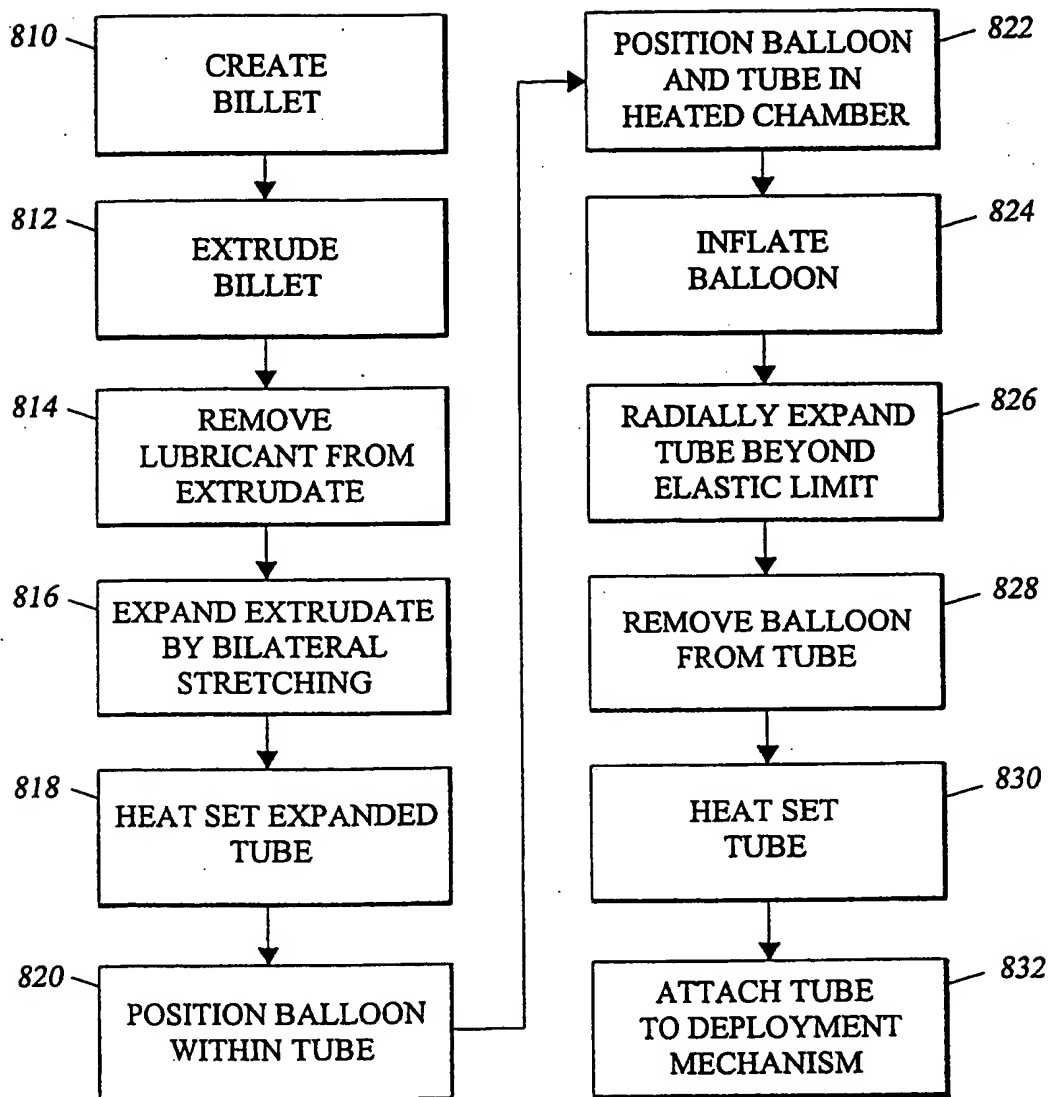 810
CREATE
BILLET
812
EXTRUDE
BILLET
814
REMOVE
LUBRICANT FROM
EXTRUDATE
816
EXPAND EXTRUDATE
BY BILATERAL
STRETCHING
818
HEAT SET EXPANDED
TUBE
820
POSITION BALLOON
WITHIN TUBE
822
POSITION BALLOON
AND TUBE IN
HEATED CHAMBER
824
INFLATE
BALLOON
826
RADIALLY EXPAND
TUBE BEYOND
ELASTIC LIMIT
828
REMOVE BALLOON
FROM TUBE
830
HEAT SET
TUBE
832
ATTACH TUBE
TO DEPLOYMENT
MECHANISM